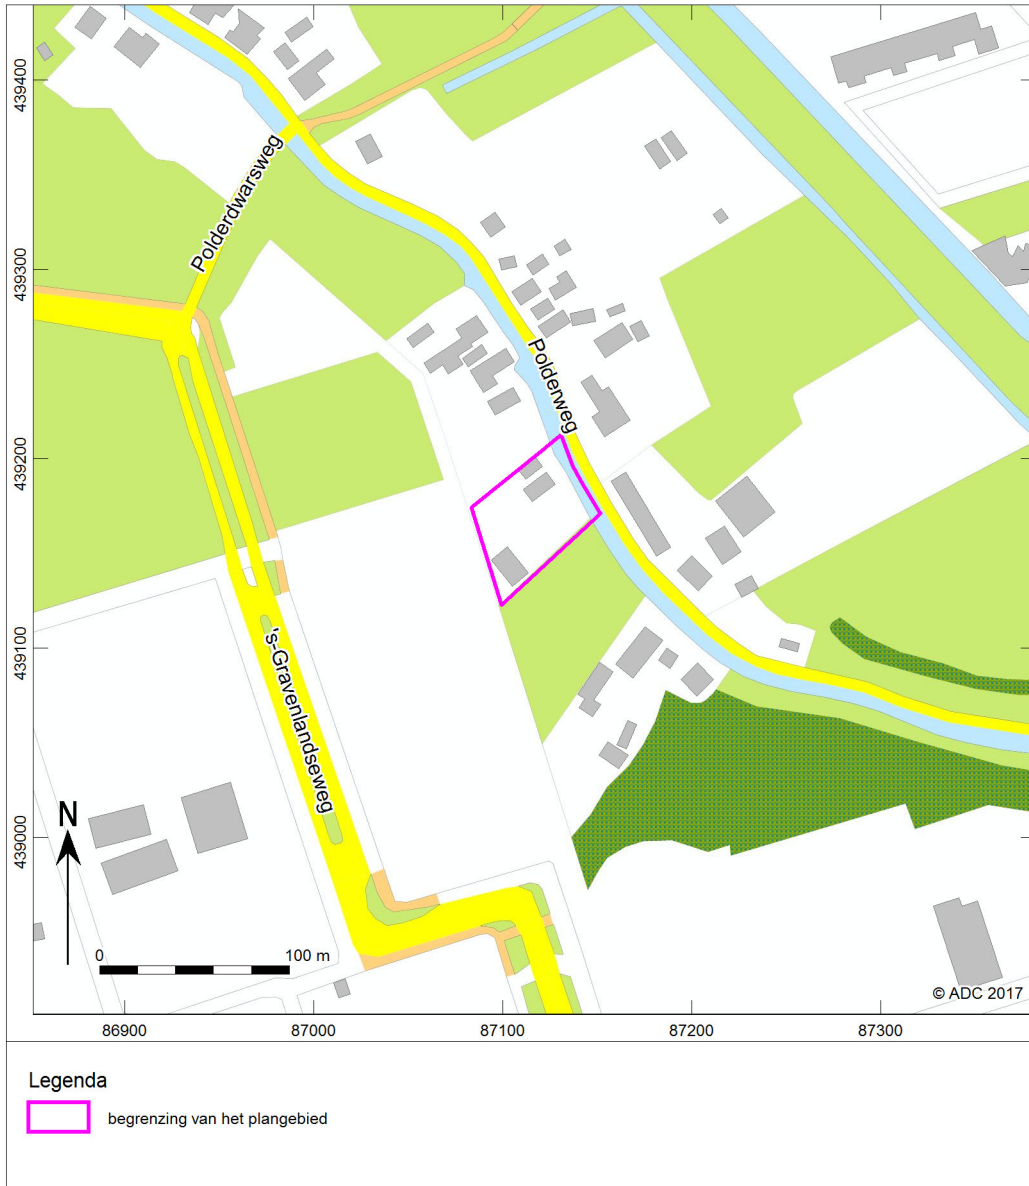 439400
439300
439200
439100
439000
Polderdwarsweg
Polderweg
's-Gravenlandseweg
N
0 100 m
© ADC 2017
86900 87000 87100 87200 87300
Legenda
begrenzing van het plangebied